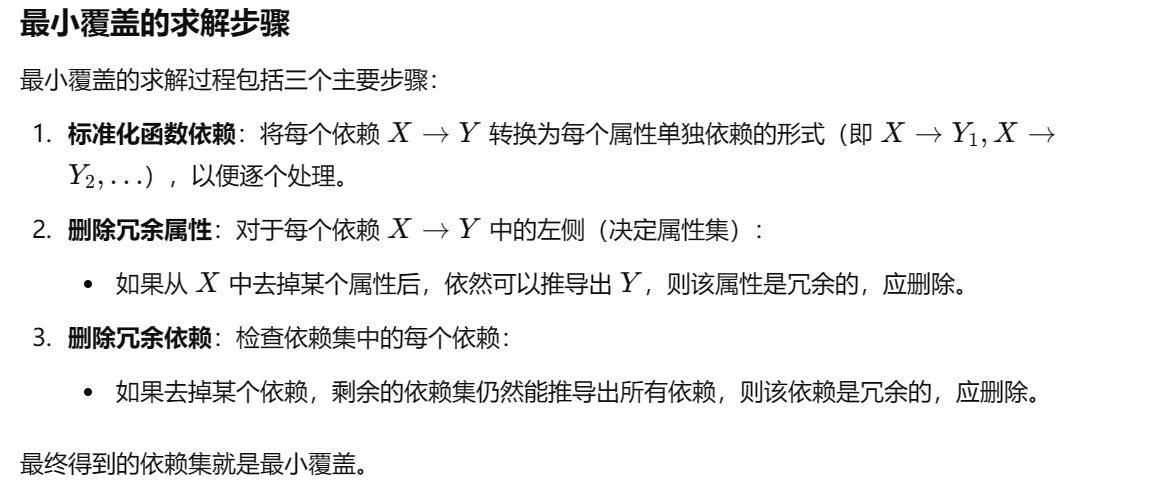 最小覆盖的求解步骤
最小覆盖的求解过程包括三个主要步骤：
1. 标准化函数依赖：将每个依赖 X → Y 转换为每个属性单独依赖的形式（即 X → Y₁, X →
Y₂, …），以便逐个处理。
2. 删除冗余属性：对于每个依赖 X → Y 中的左侧（决定属性集）：
• 如果从 X 中去掉某个属性后，依然可以推导出 Y，则该属性是冗余的，应删除。
3. 删除冗余依赖：检查依赖集中的每个依赖：
• 如果去掉某个依赖，剩余的依赖集仍然能推导出所有依赖，则该依赖是冗余的，应删除。
最终得到的依赖集就是最小覆盖。